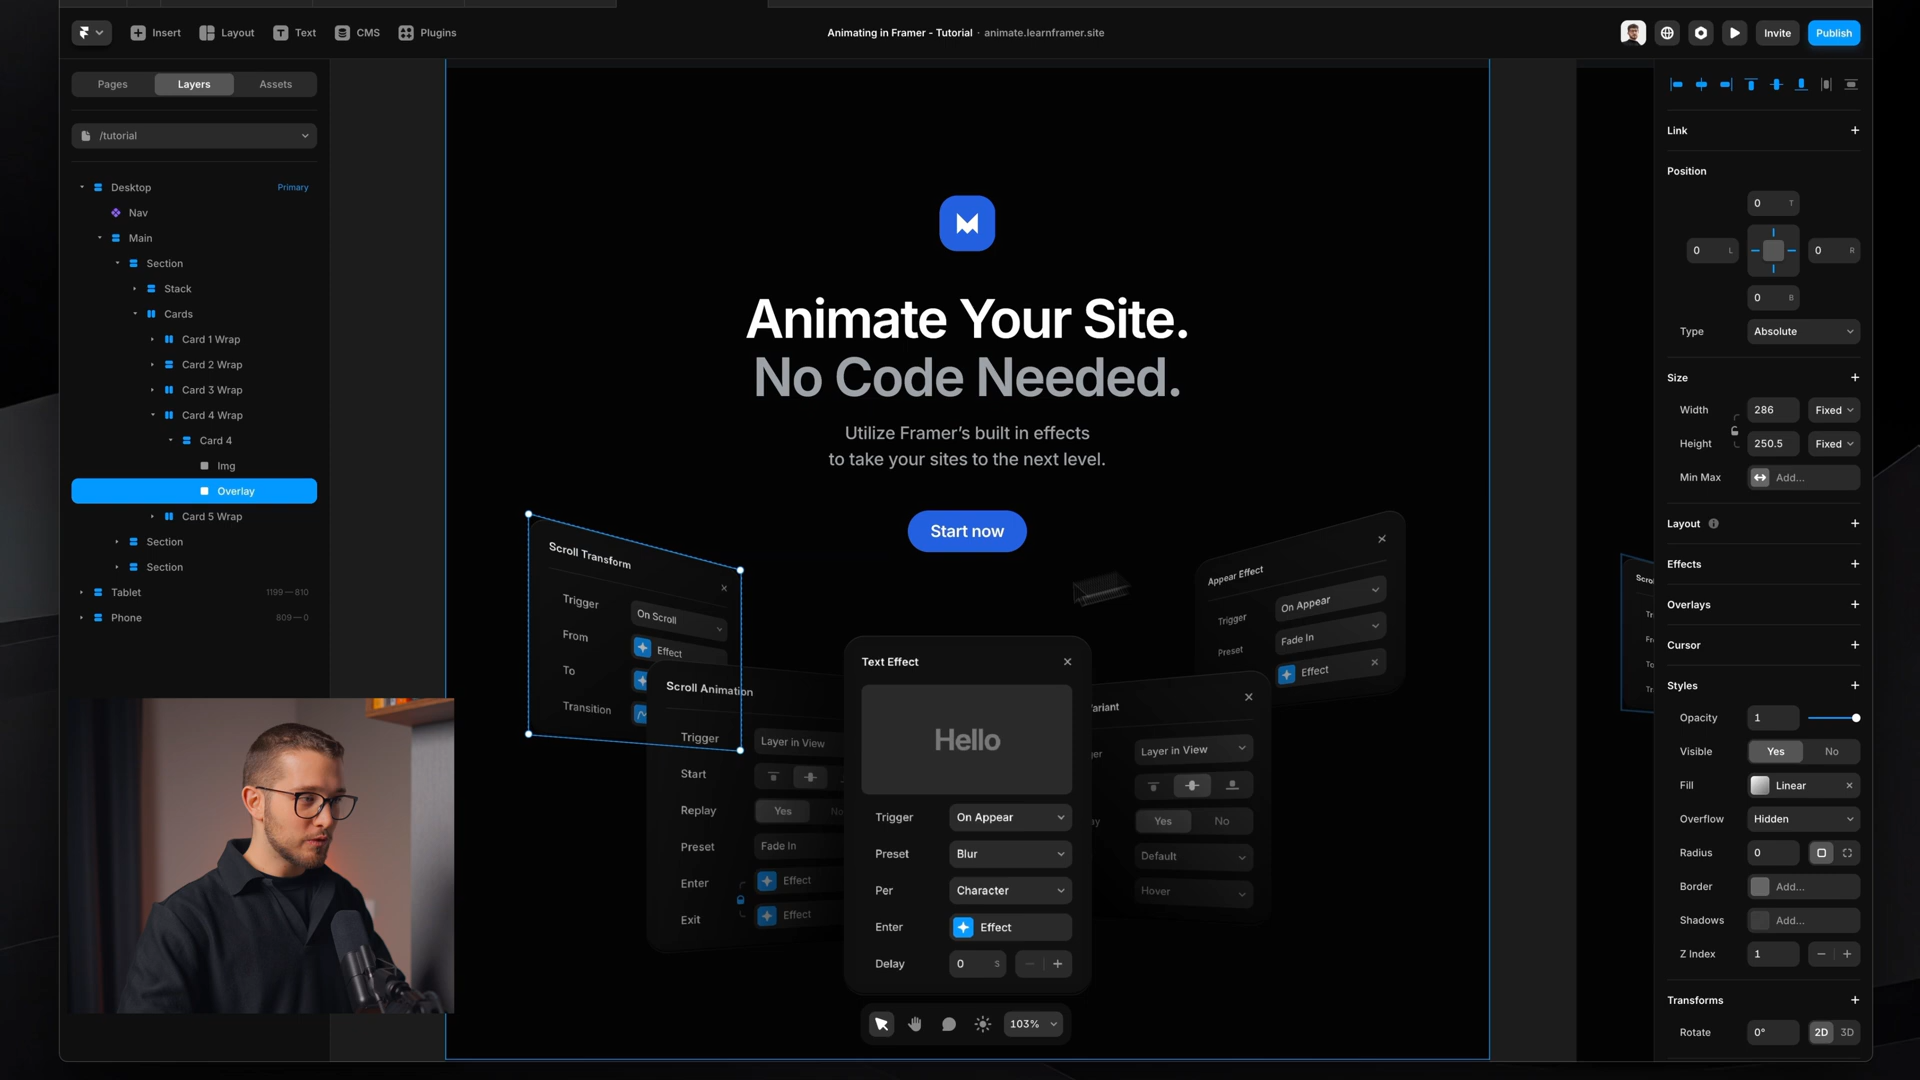 Insert
Layout
Text
CMS
Plugins
Animating in Framer - Tutorial · animate.learnframer.site
Invite
Publish
Pages
Layers
Assets
/tutorial
Desktop
Primary
Nav
Main
Section
Stack
Cards
Card 1 Wrap
Card 2 Wrap
Card 3 Wrap
Card 4 Wrap
Card 4
Img
Overlay
Card 5 Wrap
Section
Section
Tablet
1199 — 810
Phone
809 — 0
Animate Your Site.
No Code Needed.
Utilize Framer's built in effects
to take your sites to the next level.
Start now
Scroll Transform
Trigger
On Scroll
From
Effect
To
Transition
Scroll Animation
Trigger
Layer in View
Start
Replay
Yes
No
Preset
Fade In
Enter
Effect
Exit
Effect
Text Effect
Hello
Trigger
On Appear
Preset
Blur
Per
Character
Enter
Effect
Delay
0
S
Variant
Layer in View
Yes
No
Default
Hover
Appear Effect
Trigger
On Appear
Preset
Fade In
Effect
103%
Link
Position
0
T
0
L
0
R
0
B
Type
Absolute
Size
Width
286
Fixed
Height
250.5
Fixed
Min Max
Add...
Layout
Effects
Overlays
Cursor
Styles
Opacity
1
Visible
Yes
No
Fill
Linear
Overflow
Hidden
Radius
0
Border
Add...
Shadows
Add...
Z Index
1
Transforms
Rotate
0°
2D
3D